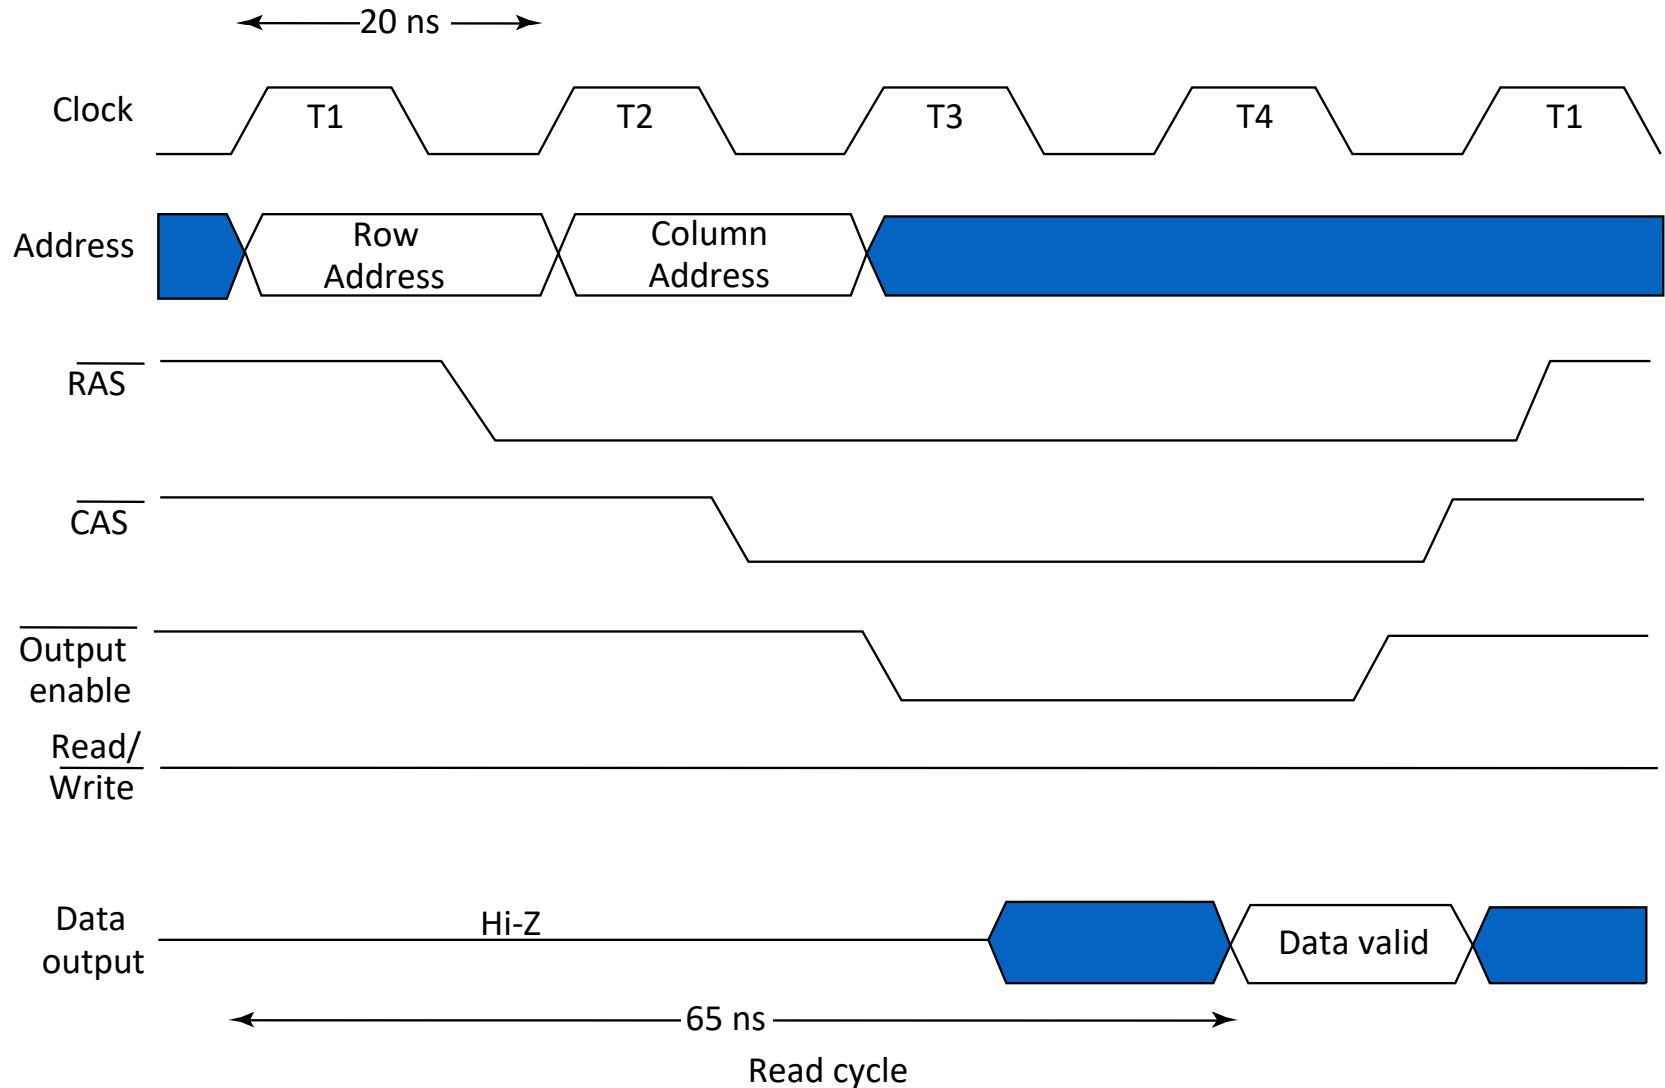 20 ns
Clock
T1
T2
T3
T4
T1
Address
Row
Address
Column
Address
RAS
CAS
Output
enable
Read/
Write
Data
output
Hi-Z
Data valid
65 ns
Read cycle